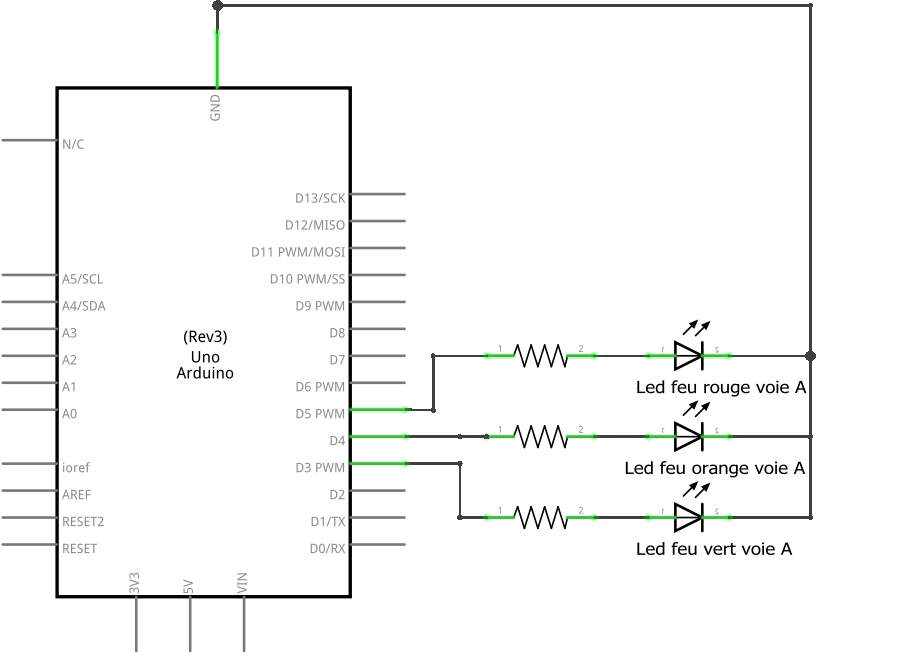 GND
N/C
D13/SCK
D12/MISO
D11 PWM/MOSI
A5/SCL
D10 PWM/SS
A4/SDA
D9 PWM
A3
(Rev3)
D8
A2
Uno
D7
Arduino
A1
D6 PWM
A0
D5 PWM
D4
ioref
D3 PWM
AREF
D2
RESET2
D1/TX
RESET
D0/RX
3V3
5V
VIN
1 2 1 2
Led feu rouge voie A
1 2 1 2
Led feu orange voie A
1 2 1 2
Led feu vert voie A